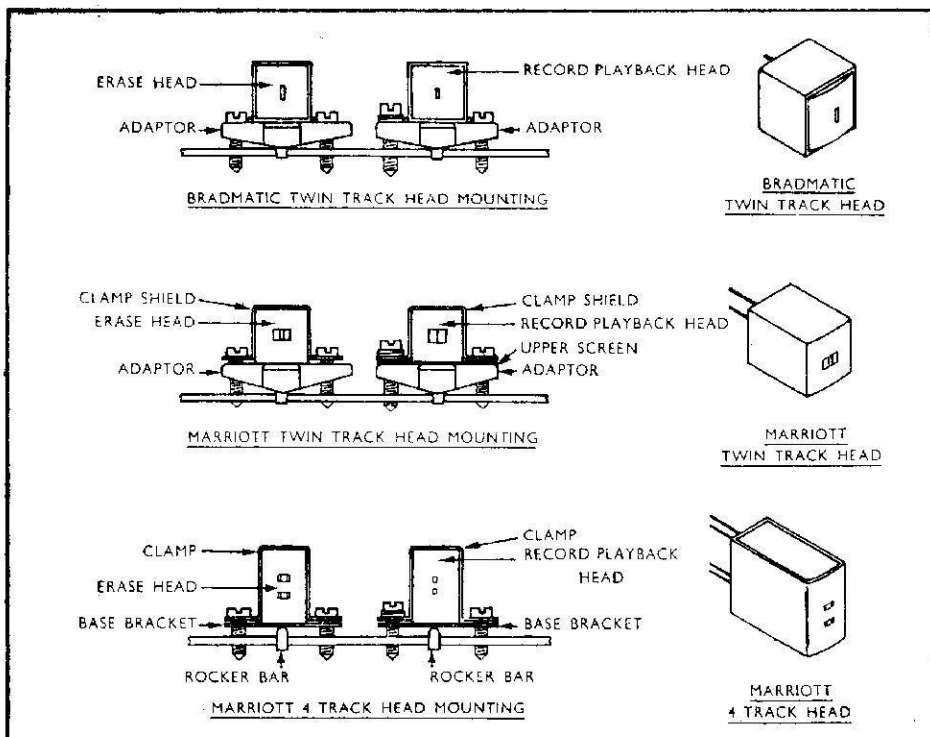 ERASE HEAD
RECORD PLAYBACK HEAD
ADAPTOR
ADAPTOR
BRADMATIC TWIN TRACK HEAD MOUNTING
BRADMATIC
TWIN TRACK HEAD
CLAMP SHIELD
ERASE HEAD
ADAPTOR
CLAMP SHIELD
RECORD PLAYBACK HEAD
UPPER SCREEN
ADAPTOR
MARRIOTT TWIN TRACK HEAD MOUNTING
MARRIOTT
TWIN TRACK HEAD
CLAMP
ERASE HEAD
BASE BRACKET
CLAMP
RECORD PLAYBACK
HEAD
BASE BRACKET
ROCKER BAR
ROCKER BAR
MARRIOTT 4 TRACK HEAD MOUNTING
MARRIOTT
4 TRACK HEAD